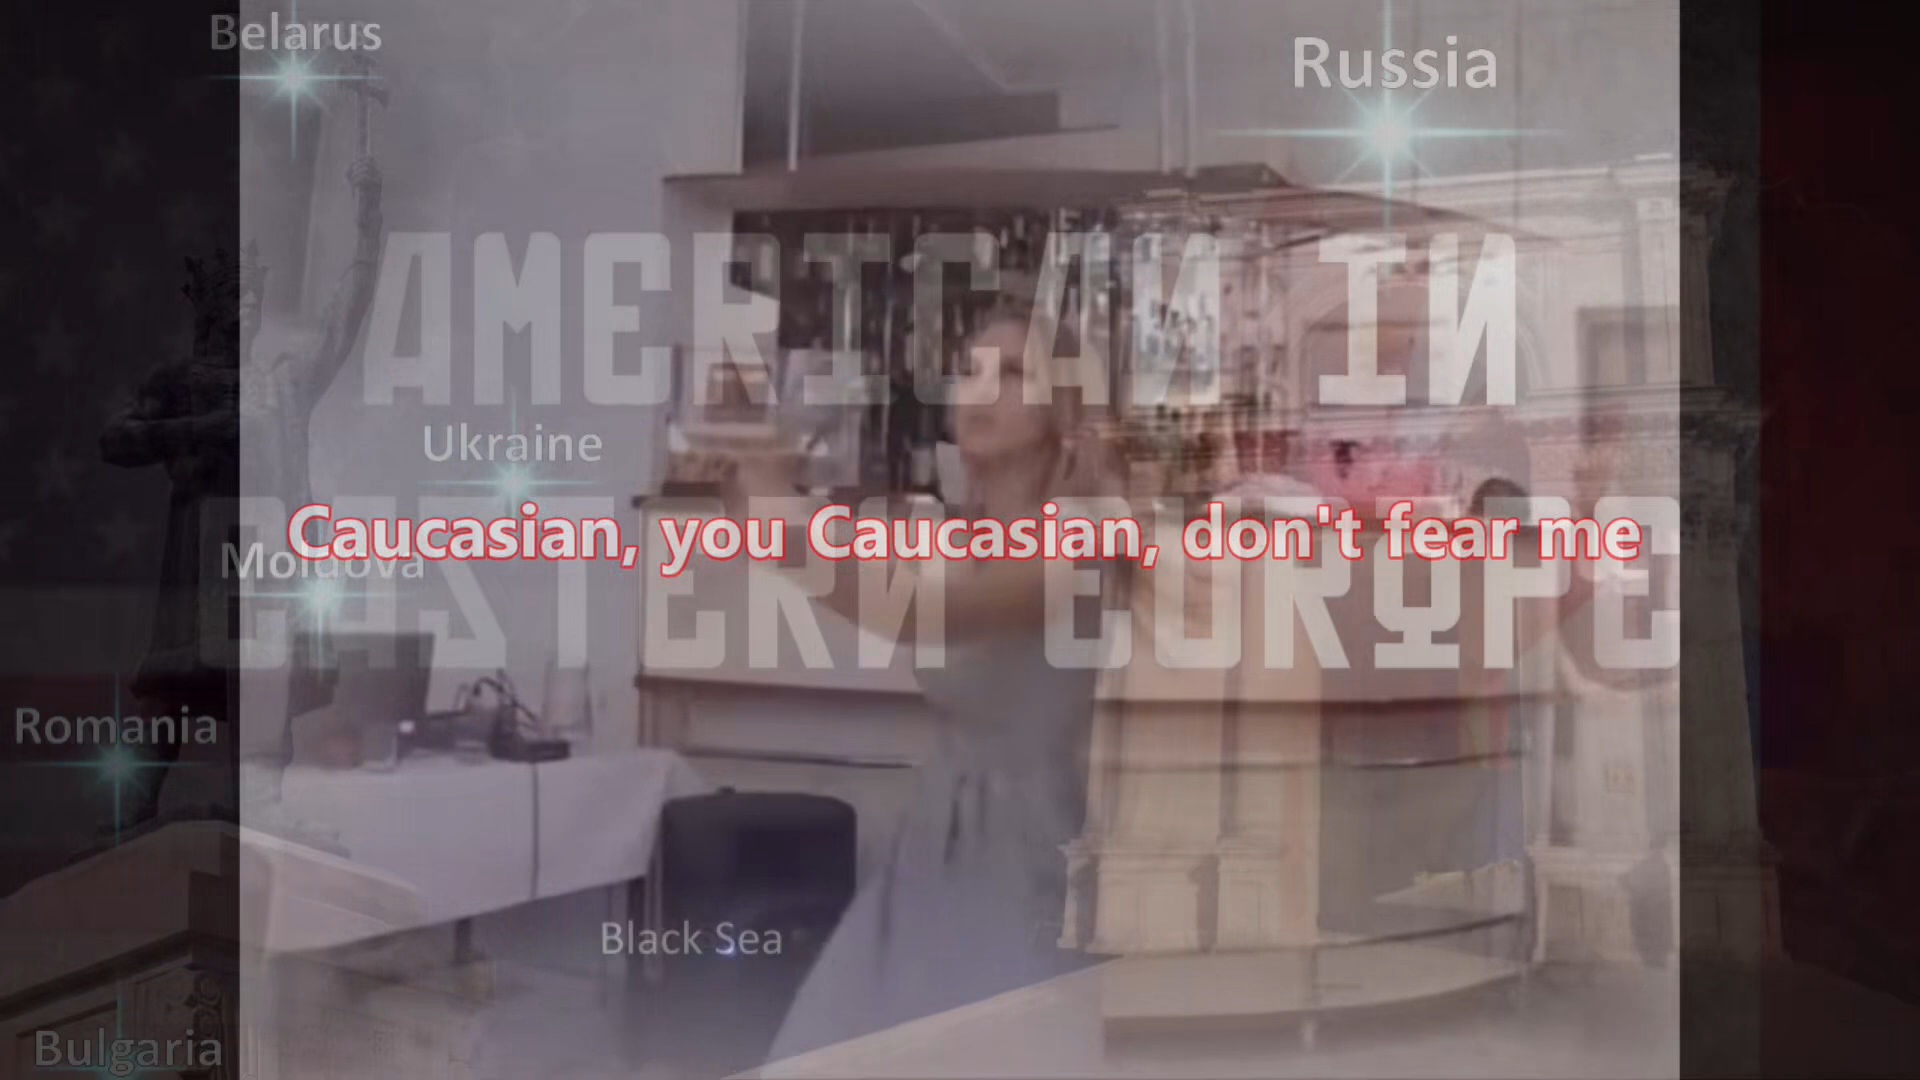 Belarus
Russia
AMERICAN IN
Ukraine
Caucasian, you Caucasian, don't fear me
Moldova
EASTERN EUROPE
Romania
Black Sea
Bulgaria